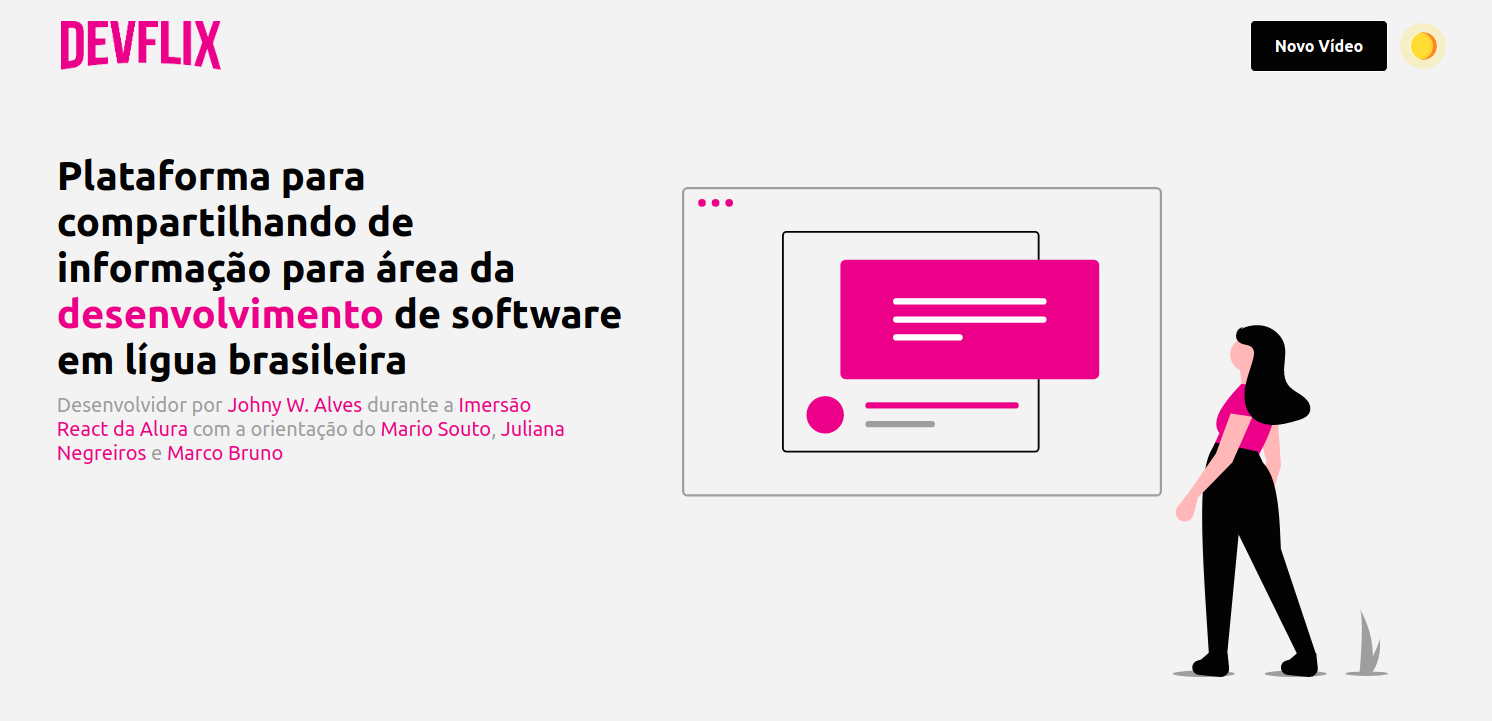 DEVFLIX
Novo Vídeo
Plataforma para
compartilhando de
informação para área da
desenvolvimento de software
em lígua brasileira
Desenvolvidor por Johny W. Alves durante a Imersão
React da Alura com a orientação do Mario Souto, Juliana
Negreiros e Marco Bruno